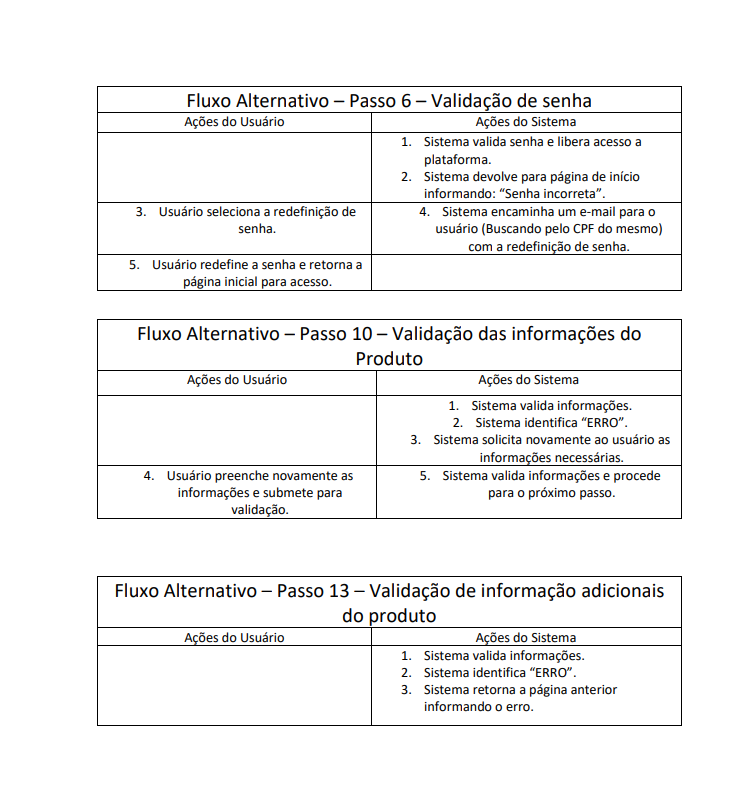 Fluxo Alternativo – Passo 6 – Validação de senha
Ações do Usuário
Ações do Sistema
1. Sistema valida senha e libera acesso a
plataforma.
2. Sistema devolve para página de início
informando: “Senha incorreta”.
3. Usuário seleciona a redefinição de
senha.
4. Sistema encaminha um e-mail para o
usuário (Buscando pelo CPF do mesmo)
com a redefinição de senha.
5. Usuário redefine a senha e retorna a
página inicial para acesso.
Fluxo Alternativo – Passo 10 – Validação das informações do
Produto
Ações do Usuário
Ações do Sistema
1. Sistema valida informações.
2. Sistema identifica “ERRO”.
3. Sistema solicita novamente ao usuário as
informações necessárias.
4. Usuário preenche novamente as
informações e submete para
validação.
5. Sistema valida informações e procede
para o próximo passo.
Fluxo Alternativo – Passo 13 – Validação de informação adicionais
do produto
Ações do Usuário
Ações do Sistema
1. Sistema valida informações.
2. Sistema identifica “ERRO”.
3. Sistema retorna a página anterior
informando o erro.